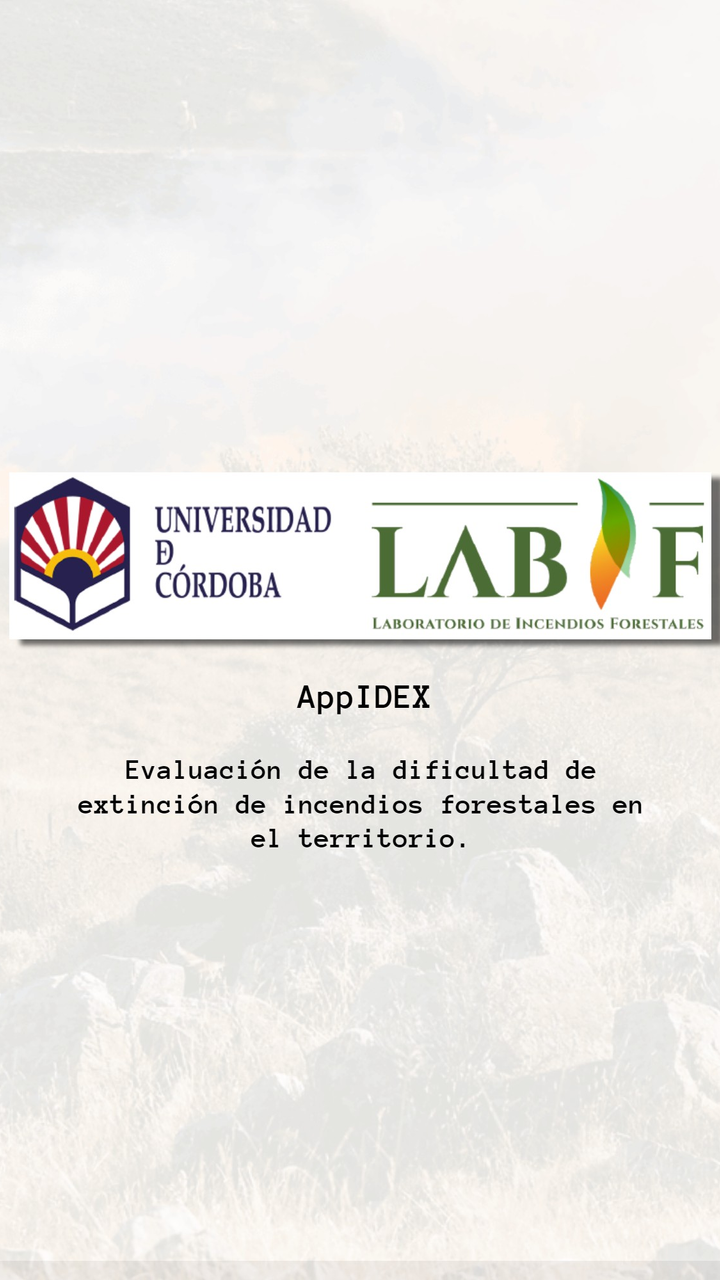 UNIVERSIDAD
Đ
CÓRDOBA
LABIF
LABORATORIO DE INCENDIOS FORESTALES
AppIDEX
Evaluación de la dificultad de
extinción de incendios forestales en
el territorio.